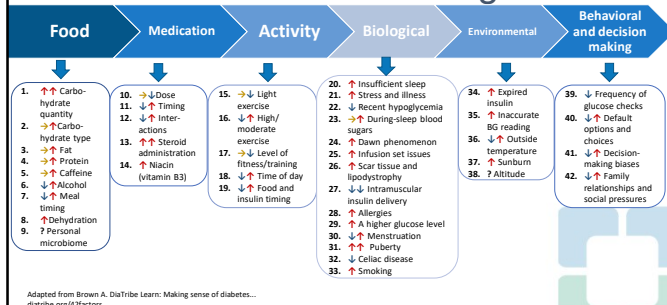 Food
Medication
Activity
Biological
Environmental
Behavioral
and decision
making
1. ↑↑ Carbo-
hydrate
quantity
2. →↑Carbo-
hydrate type
3. →↑ Fat
4. →↑ Protein
5. →↑ Caffeine
6. ↓↑Alcohol
7. ↓↑ Meal
timing
8. ↑Dehydration
9. ? Personal
microbiome
10. →↓Dose
11. ↓↑ Timing
12. ↓↑ Inter-
actions
13. ↑↑ Steroid
administration
14. ↑ Niacin
(vitamin B3)
15. →↓ Light
exercise
16. ↓↑ High/
moderate
exercise
17. →↓ Level of
fitness/training
18. ↓↑ Time of day
19. ↓↑ Food and
insulin timing
20. ↑ Insufficient sleep
21. ↑ Stress and illness
22. ↓ Recent hypoglycemia
23. →↑ During-sleep blood
sugars
24. ↑ Dawn phenomenon
25. ↑ Infusion set issues
26. ↑ Scar tissue and
lipodystrophy
27. ↓↓ Intramuscular
insulin delivery
28. ↑ Allergies
29. ↑ A higher glucose level
30. ↓↑ Menstruation
31. ↑↑ Puberty
32. ↓ Celiac disease
33. ↑ Smoking
34. ↑ Expired
insulin
35. ↑ Inaccurate
BG reading
36. ↓↑ Outside
temperature
37. ↑ Sunburn
38. ? Altitude
39. ↓ Frequency of
glucose checks
40. ↓↑ Default
options and
choices
41. ↓↑ Decision-
making biases
42. ↓↑ Family
relationships and
social pressures
Adapted from Brown A. DiaTribe Learn: Making sense of diabetes...
diatribe.org/42factors